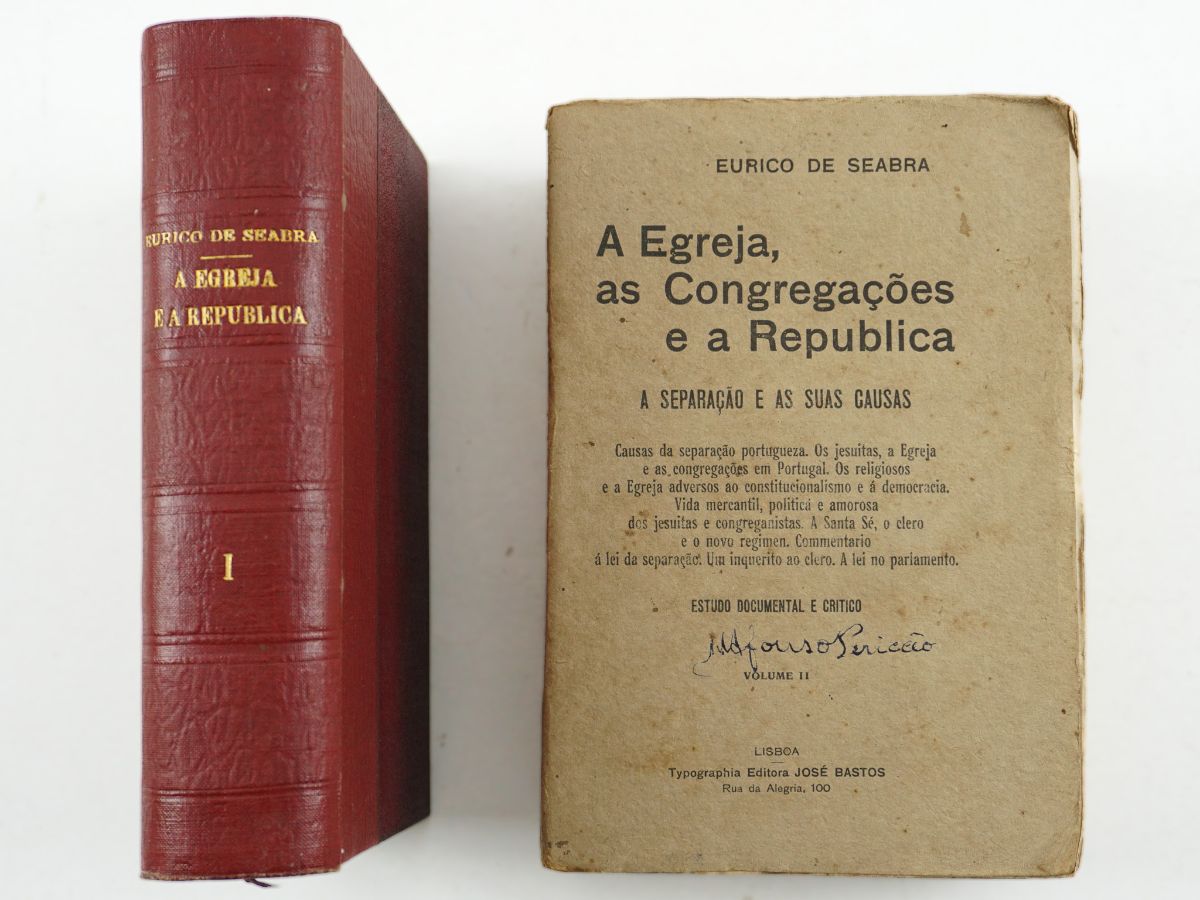 EURICO DE SEABRA
A EGREJA
E A REPUBLICA
I
EURICO DE SEABRA
A Egreja,
as Congregações
e a Republica
A SEPARAÇÃO E AS SUAS CAUSAS
Causas da separação portugueza. Os jesuitas, a Egreja
e as congregações em Portugal. Os religiosos
e a Egreja adversos ao constitucionalismo e á democracia.
Vida mercantil, politica e amorosa
dos jesuitas e congreganistas. A Santa Sé, o clero
e o novo regimen. Commentario
á lei da separação. Um inquerito ao clero. A lei no parlamento.
ESTUDO DOCUMENTAL E CRITICO
Afonso
VOLUME II
LISBOA
Typographia Editora JOSÉ BASTOS
Rua da Alegria, 100